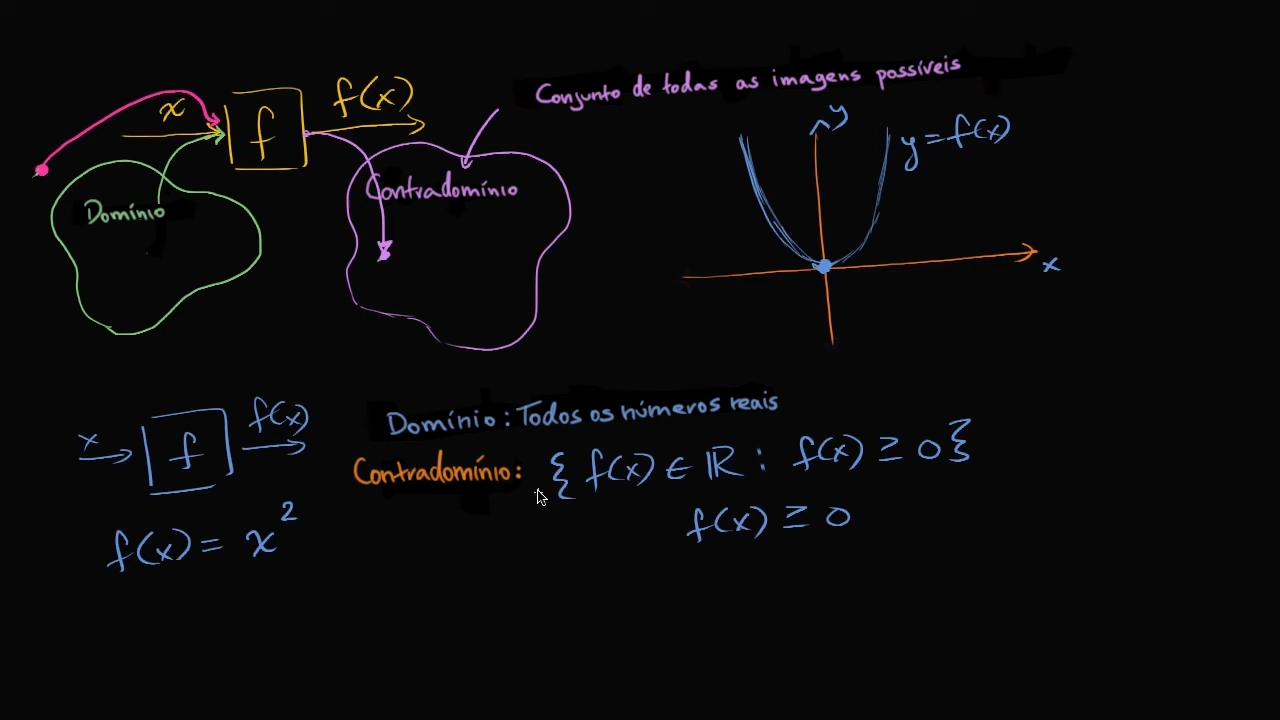 Conjunto de todas as imagens possíveis
x
f
f(x)
Domínio
Contradomínio
y
y = f(x)
x
x
f
f(x)
Domínio: Todos os números reais
Contradomínio: { f(x) ∈ ℝ : f(x) ≥ 0 }
f(x) ≥ 0
f(x) = x²